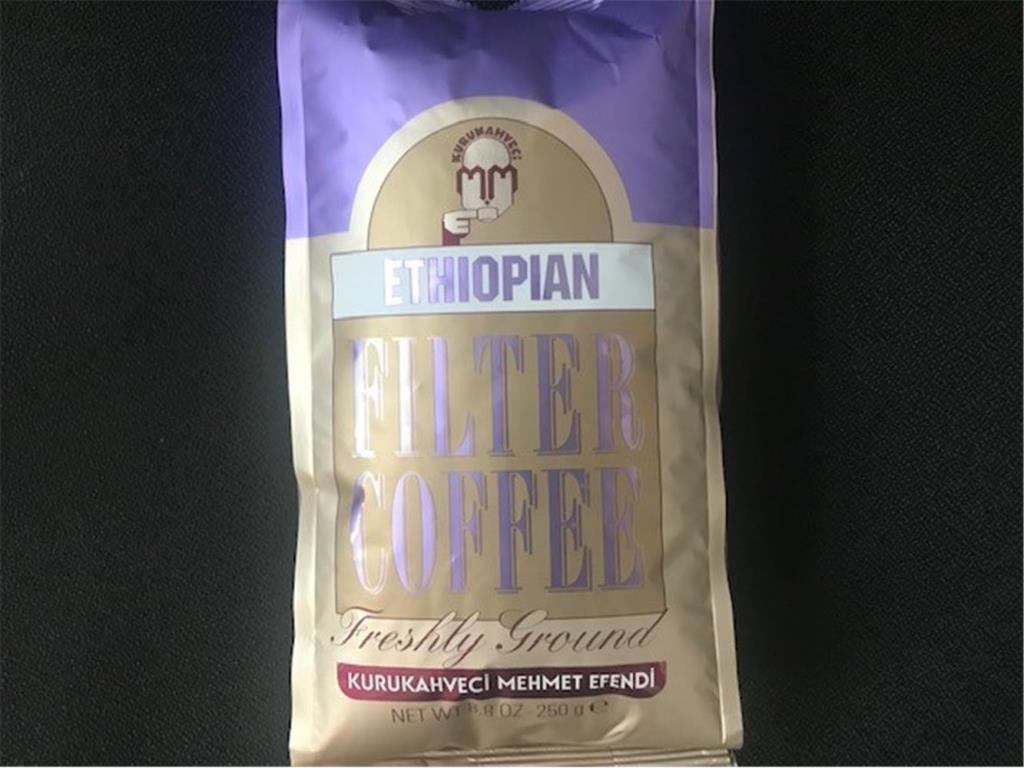 KURUKAHVECİ
ETHIOPIAN
FILTER
COFFEE
Freshly Ground
KURUKAHVECİ MEHMET EFENDİ
NET WT 8.8 OZ - 250 g ℮